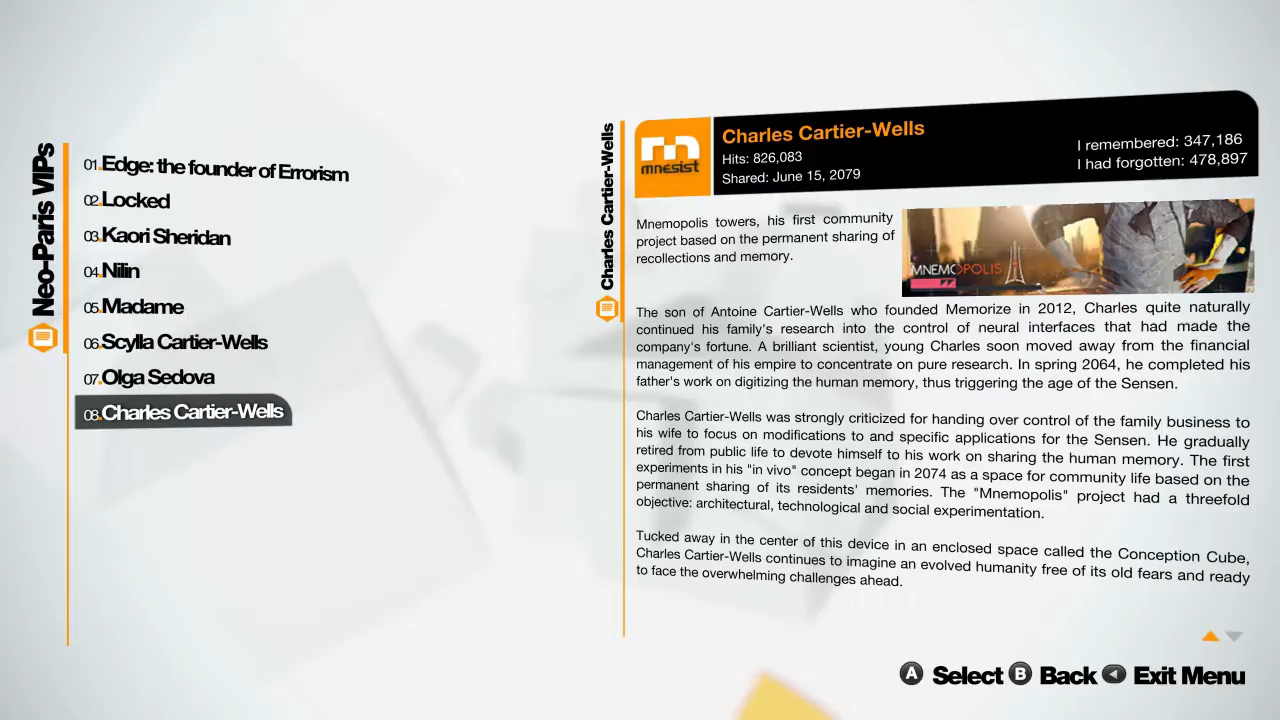 Neo-Paris VIPs
01.Edge: the founder of Errorism
02.Locked
03.Kaori Sheridan
04.Nilin
05.Madame
06.Scylla Cartier-Wells
07.Olga Sedova
08.Charles Cartier-Wells
Charles Cartier-Wells
mnesist
Charles Cartier-Wells
Hits: 826,083
Shared: June 15, 2079
I remembered: 347,186
I had forgotten: 478,897
Mnemopolis towers, his first community
project based on the permanent sharing of
recollections and memory.
MNEMOPOLIS
The son of Antoine Cartier-Wells who founded Memorize in 2012, Charles quite naturally
continued his family's research into the control of neural interfaces that had made the
company's fortune. A brilliant scientist, young Charles soon moved away from the financial
management of his empire to concentrate on pure research. In spring 2064, he completed his
father's work on digitizing the human memory, thus triggering the age of the Sensen.
Charles Cartier-Wells was strongly criticized for handing over control of the family business to
his wife to focus on modifications to and specific applications for the Sensen. He gradually
retired from public life to devote himself to his work on sharing the human memory. The first
experiments in his "in vivo" concept began in 2074 as a space for community life based on the
permanent sharing of its residents' memories. The "Mnemopolis" project had a threefold
objective: architectural, technological and social experimentation.
Tucked away in the center of this device in an enclosed space called the Conception Cube,
Charles Cartier-Wells continues to imagine an evolved humanity free of its old fears and ready
to face the overwhelming challenges ahead.
A Select B Back Exit Menu